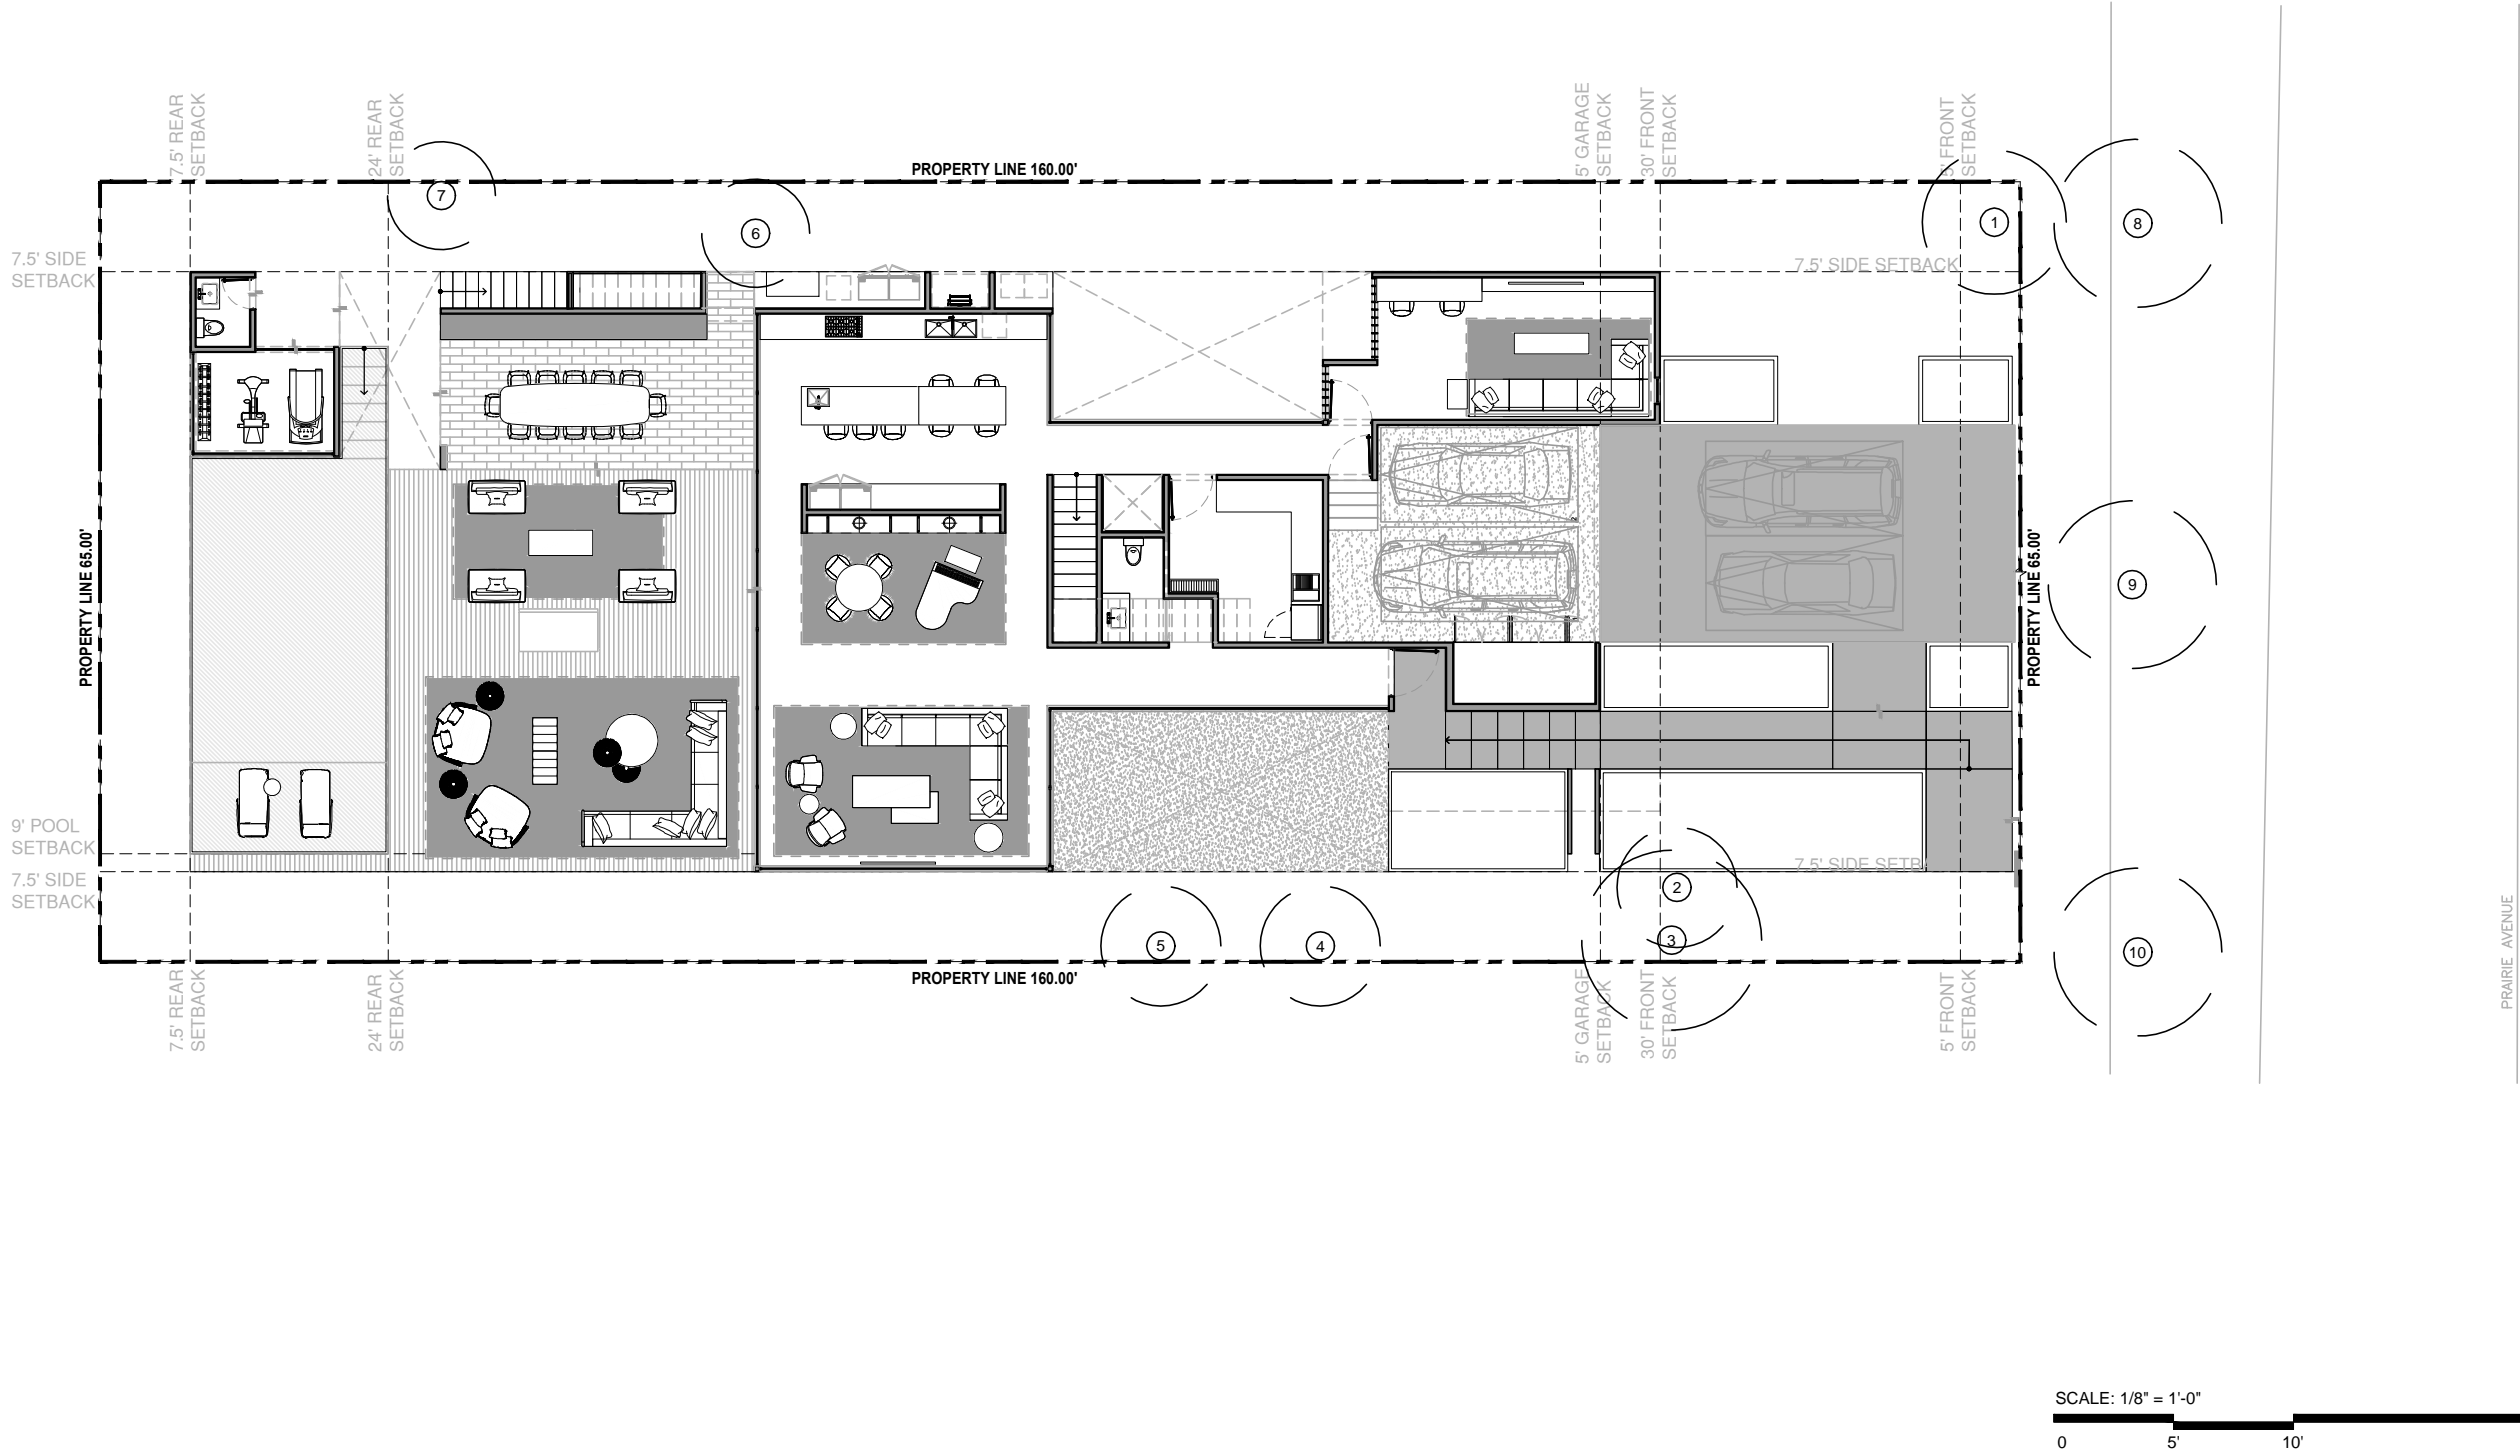 7.5' REAR
SETBACK
24' REAR
SETBACK
5' GARAGE
SETBACK
30' FRONT
SETBACK
5' FRONT
SETBACK
PROPERTY LINE 160.00'
7
6
1
8
7.5' SIDE
SETBACK
7.5' SIDE SETBACK
PROPERTY LINE 65.00'
PROPERTY LINE 65.00'
9
9' POOL
SETBACK
7.5' SIDE
SETBACK
7.5' SIDE SETBA
2
3
5
4
10
PRAIRIE AVENUE
PROPERTY LINE 160.00'
7.5' REAR
SETBACK
24' REAR
SETBACK
5' GARAGE
SETBACK
30' FRONT
SETBACK
5' FRONT
SETBACK
SCALE: 1/8" = 1'-0"
0 5' 10'